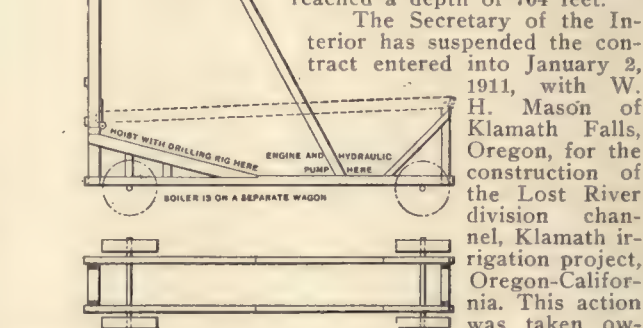 reached a depth of 704 feet.
The Secretary of the In-
terior has suspended the con-
tract entered into January 2,
1911, with W.
H. Mason of
Klamath Falls,
Oregon, for the
construction of
the Lost River
division chan-
nel, Klamath ir-
rigation project,
Oregon-Califor-
nia. This action
was taken ow-
HOIST WITH DRILLING RIG HERE
ENGINE AND HYDRAULIC
PUMP HERE
BOILER IS ON A SEPARATE WAGON